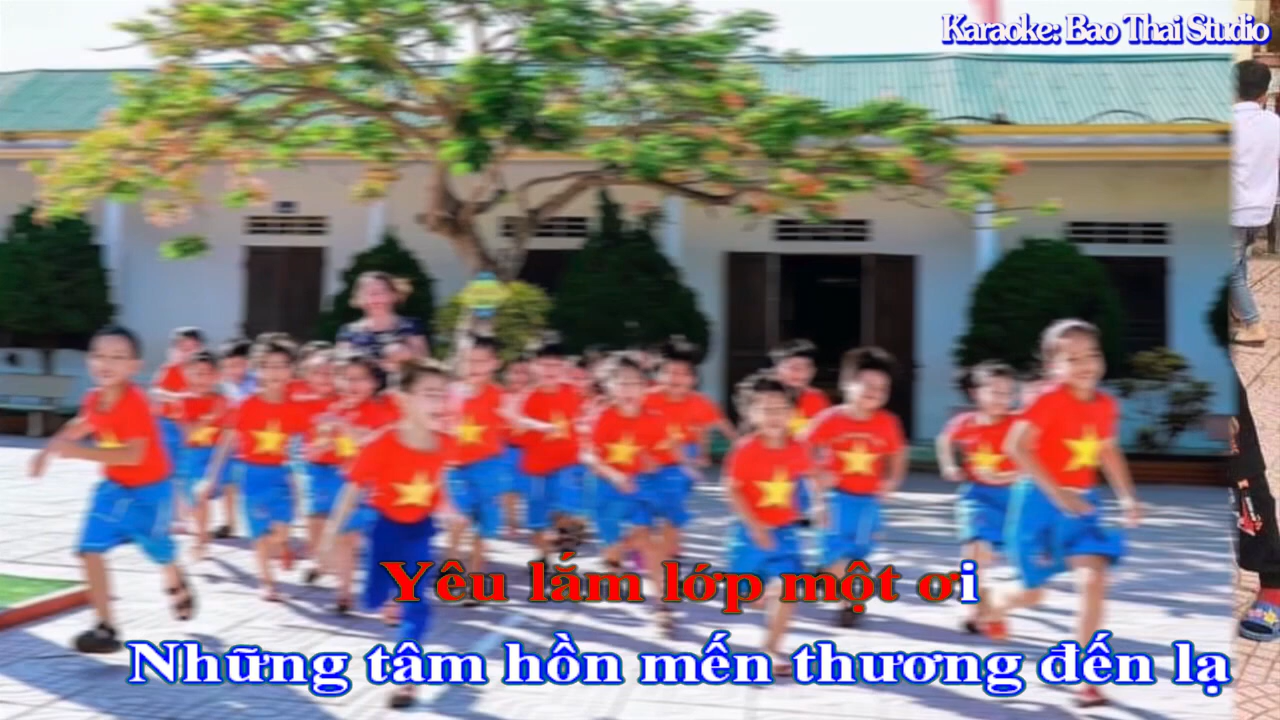 Karaoke: Bao Thai Studio
Yêu lắm lớp một ơi
Những tâm hồn mến thương đến lạ